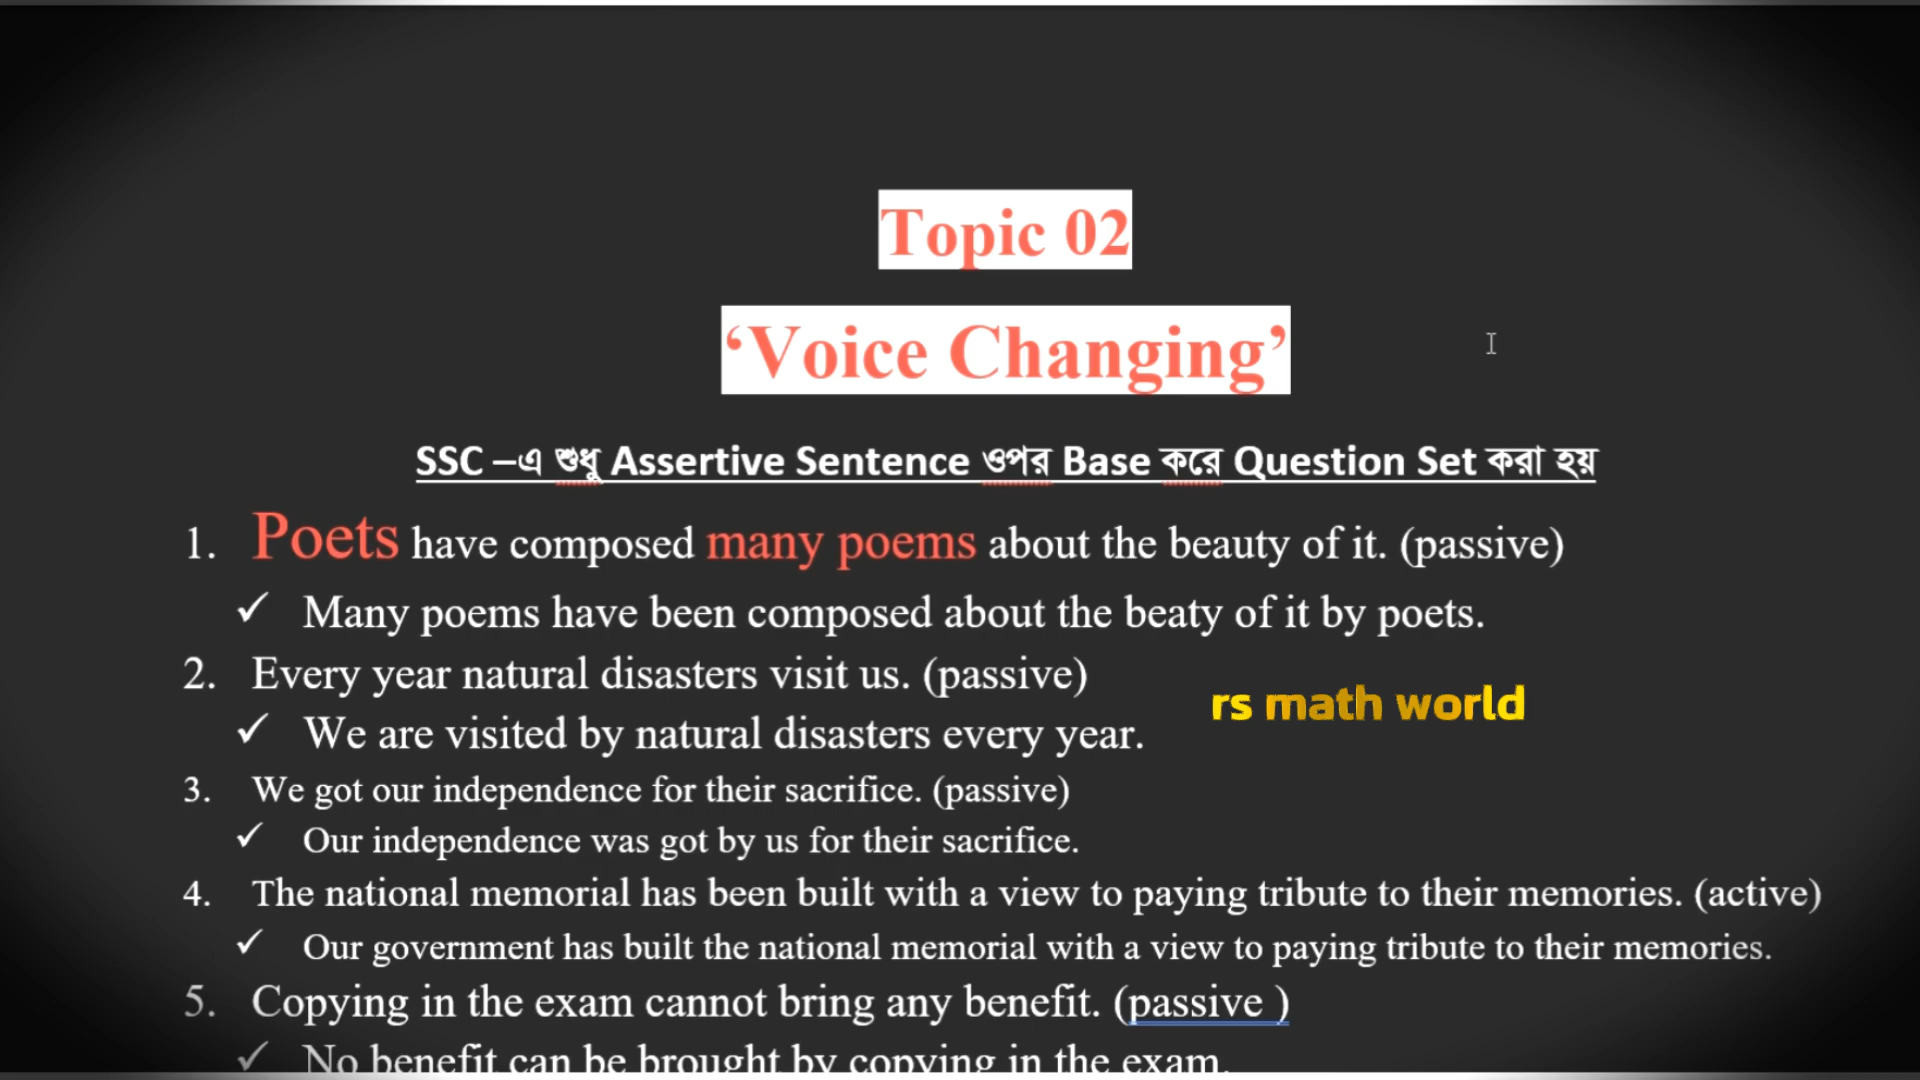 Topic 02
‘Voice Changing’
SSC –এ শুধু Assertive Sentence ওপর Base করে Question Set করা হয়
1. Poets have composed many poems about the beauty of it. (passive)
✓ Many poems have been composed about the beaty of it by poets.
2. Every year natural disasters visit us. (passive)
rs math world
✓ We are visited by natural disasters every year.
3. We got our independence for their sacrifice. (passive)
✓ Our independence was got by us for their sacrifice.
4. The national memorial has been built with a view to paying tribute to their memories. (active)
✓ Our government has built the national memorial with a view to paying tribute to their memories.
5. Copying in the exam cannot bring any benefit. (passive )
✓ No benefit can be brought by copying in the exam.